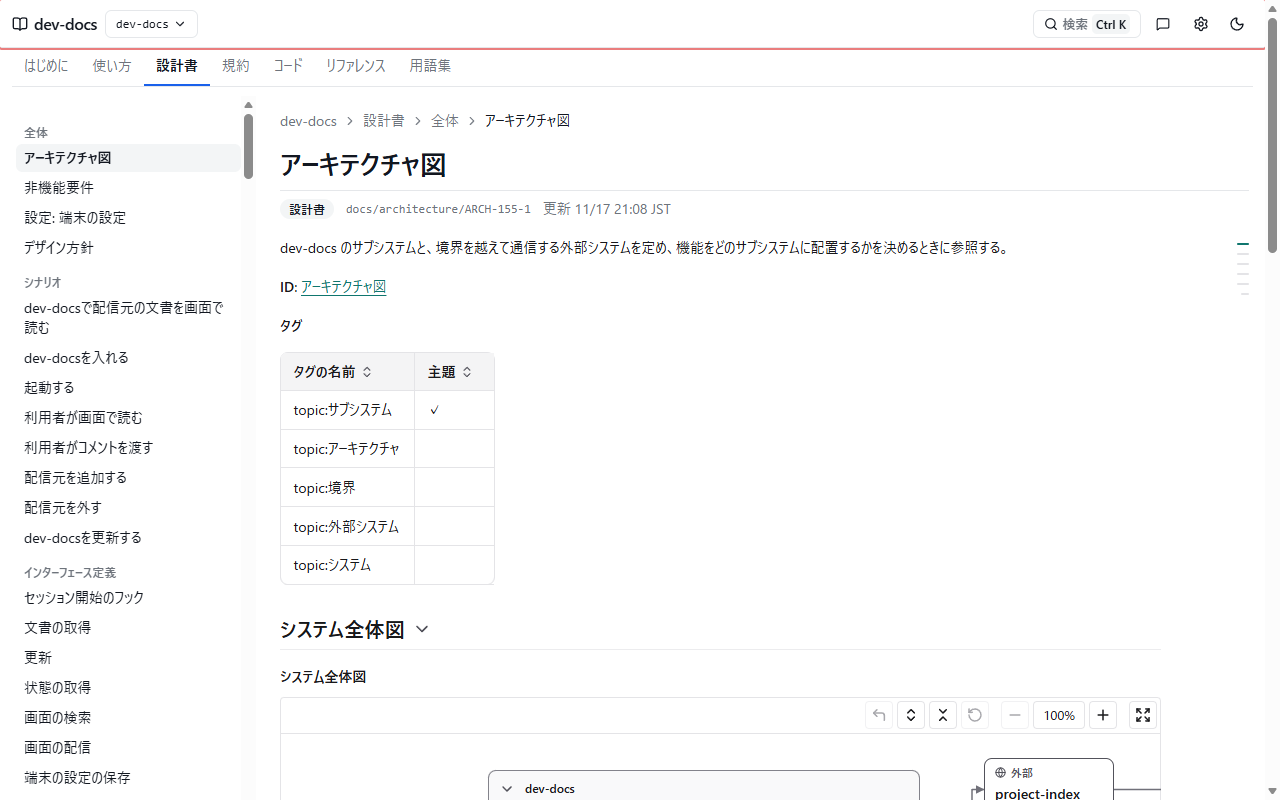 dev-docs dev-docs 検索 Ctrl K
はじめに 使い方 設計書 規約 コード リファレンス 用語集
全体
アーキテクチャ図
非機能要件
設定: 端末の設定
デザイン方針
シナリオ
dev-docsで配信元の文書を画面で
読む
dev-docsを入れる
起動する
利用者が画面で読む
利用者がコメントを渡す
配信元を追加する
配信元を外す
dev-docsを更新する
インターフェース定義
セッション開始のフック
文書の取得
更新
状態の取得
画面の検索
画面の配信
端末の設定の保存
dev-docs > 設計書 > 全体 > アーキテクチャ図
アーキテクチャ図
設計書 docs/architecture/ARCH-155-1 更新 11/17 21:08 JST
dev-docs のサブシステムと、境界を越えて通信する外部システムを定め、機能をどのサブシステムに配置するかを決めるときに参照する。
ID: アーキテクチャ図
タグ
タグの名前 主題
topic:サブシステム ✓
topic:アーキテクチャ
topic:境界
topic:外部システム
topic:システム
システム全体図
システム全体図
100%
dev-docs
外部
project-index